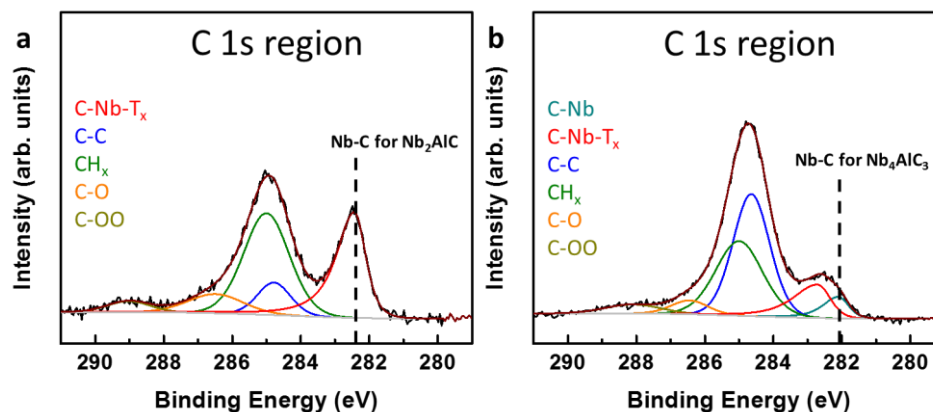 a
C 1s region
Intensity (arb. units)
C-Nb-Tₓ
C-C
CHₓ
C-O
C-OO
Nb-C for Nb₂AlC
290 288 286 284 282 280
Binding Energy (eV)
b
C 1s region
Intensity (arb. units)
C-Nb
C-Nb-Tₓ
C-C
CHₓ
C-O
C-OO
Nb-C for Nb₄AlC₃
290 288 286 284 282 280
Binding Energy (eV)